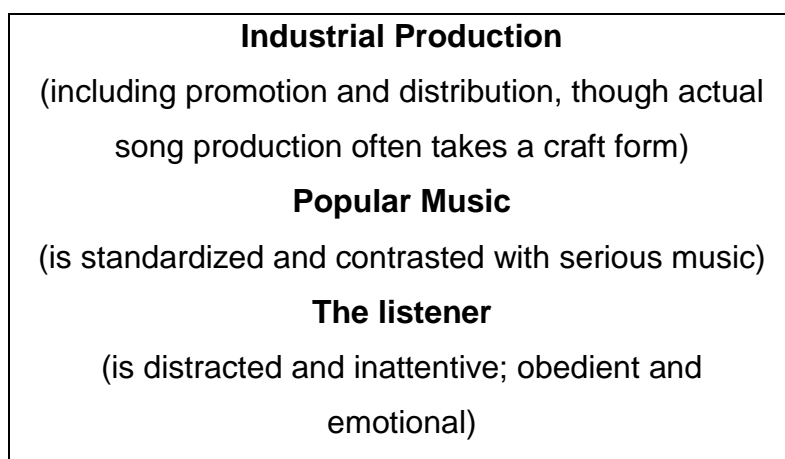 Industrial Production
(including promotion and distribution, though actual
song production often takes a craft form)
Popular Music
(is standardized and contrasted with serious music)
The listener
(is distracted and inattentive; obedient and
emotional)